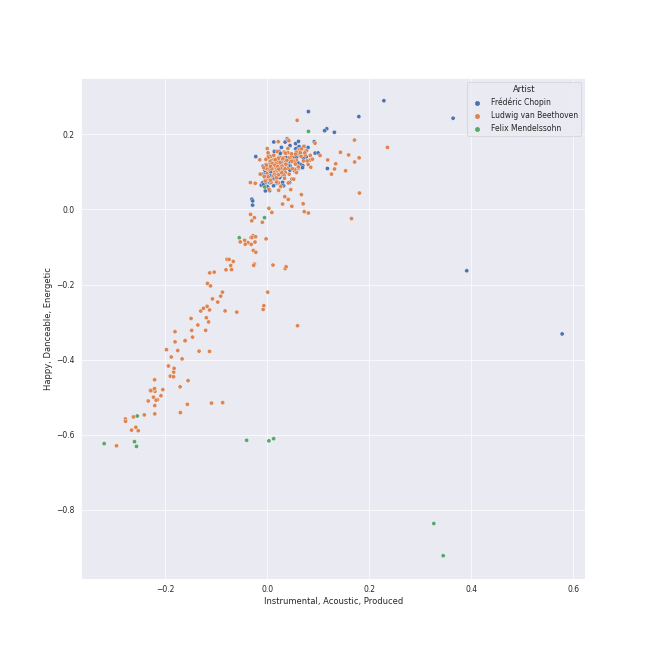 Artist
Frédéric Chopin
Ludwig van Beethoven
Felix Mendelssohn
0.2
0.0
−0.2
−0.4
−0.6
−0.8
Happy, Danceable, Energetic
−0.2
0.0
0.2
0.4
0.6
Instrumental, Acoustic, Produced